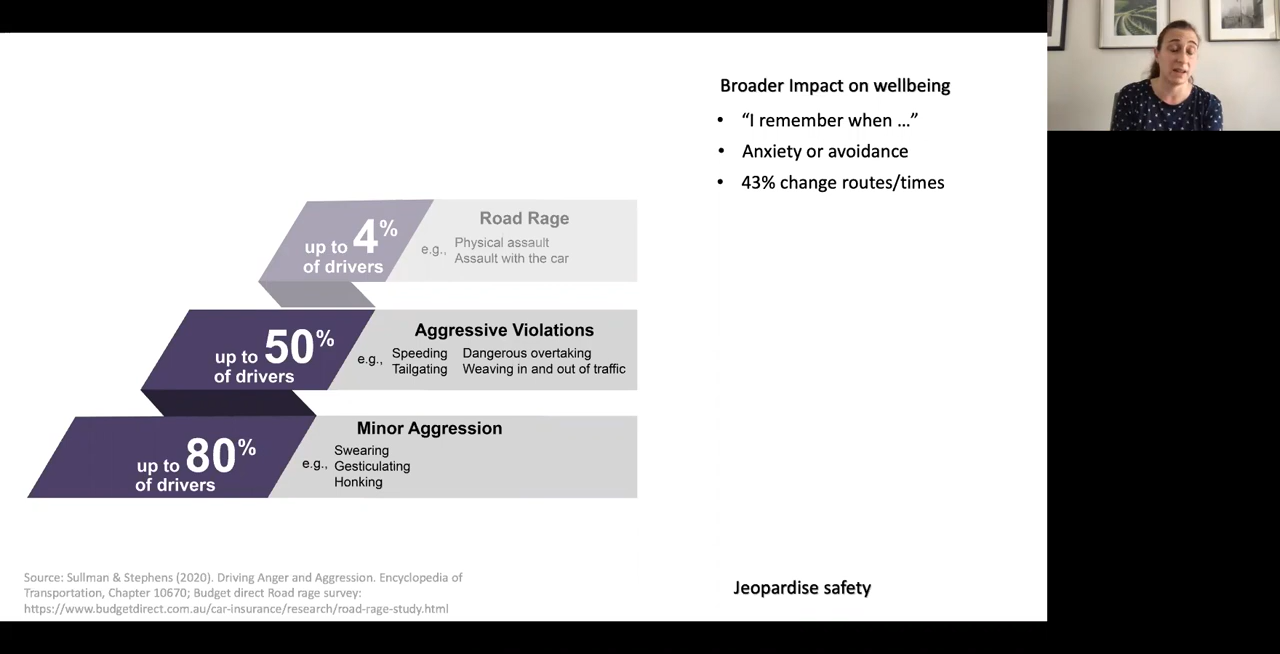 Broader Impact on wellbeing
• “I remember when ...”
• Anxiety or avoidance
• 43% change routes/times
up to 4%
of drivers
Road Rage
e.g., Physical assault
Assault with the car
up to 50%
of drivers
Aggressive Violations
e.g., Speeding Dangerous overtaking
Tailgating Weaving in and out of traffic
up to 80%
of drivers
Minor Aggression
Swearing
e.g., Gesticulating
Honking
Source: Sullman & Stephens (2020). Driving Anger and Aggression. Encyclopedia of
Transportation, Chapter 10670; Budget direct Road rage survey:
https://www.budgetdirect.com.au/car-insurance/research/road-rage-study.html
Jeopardise safety